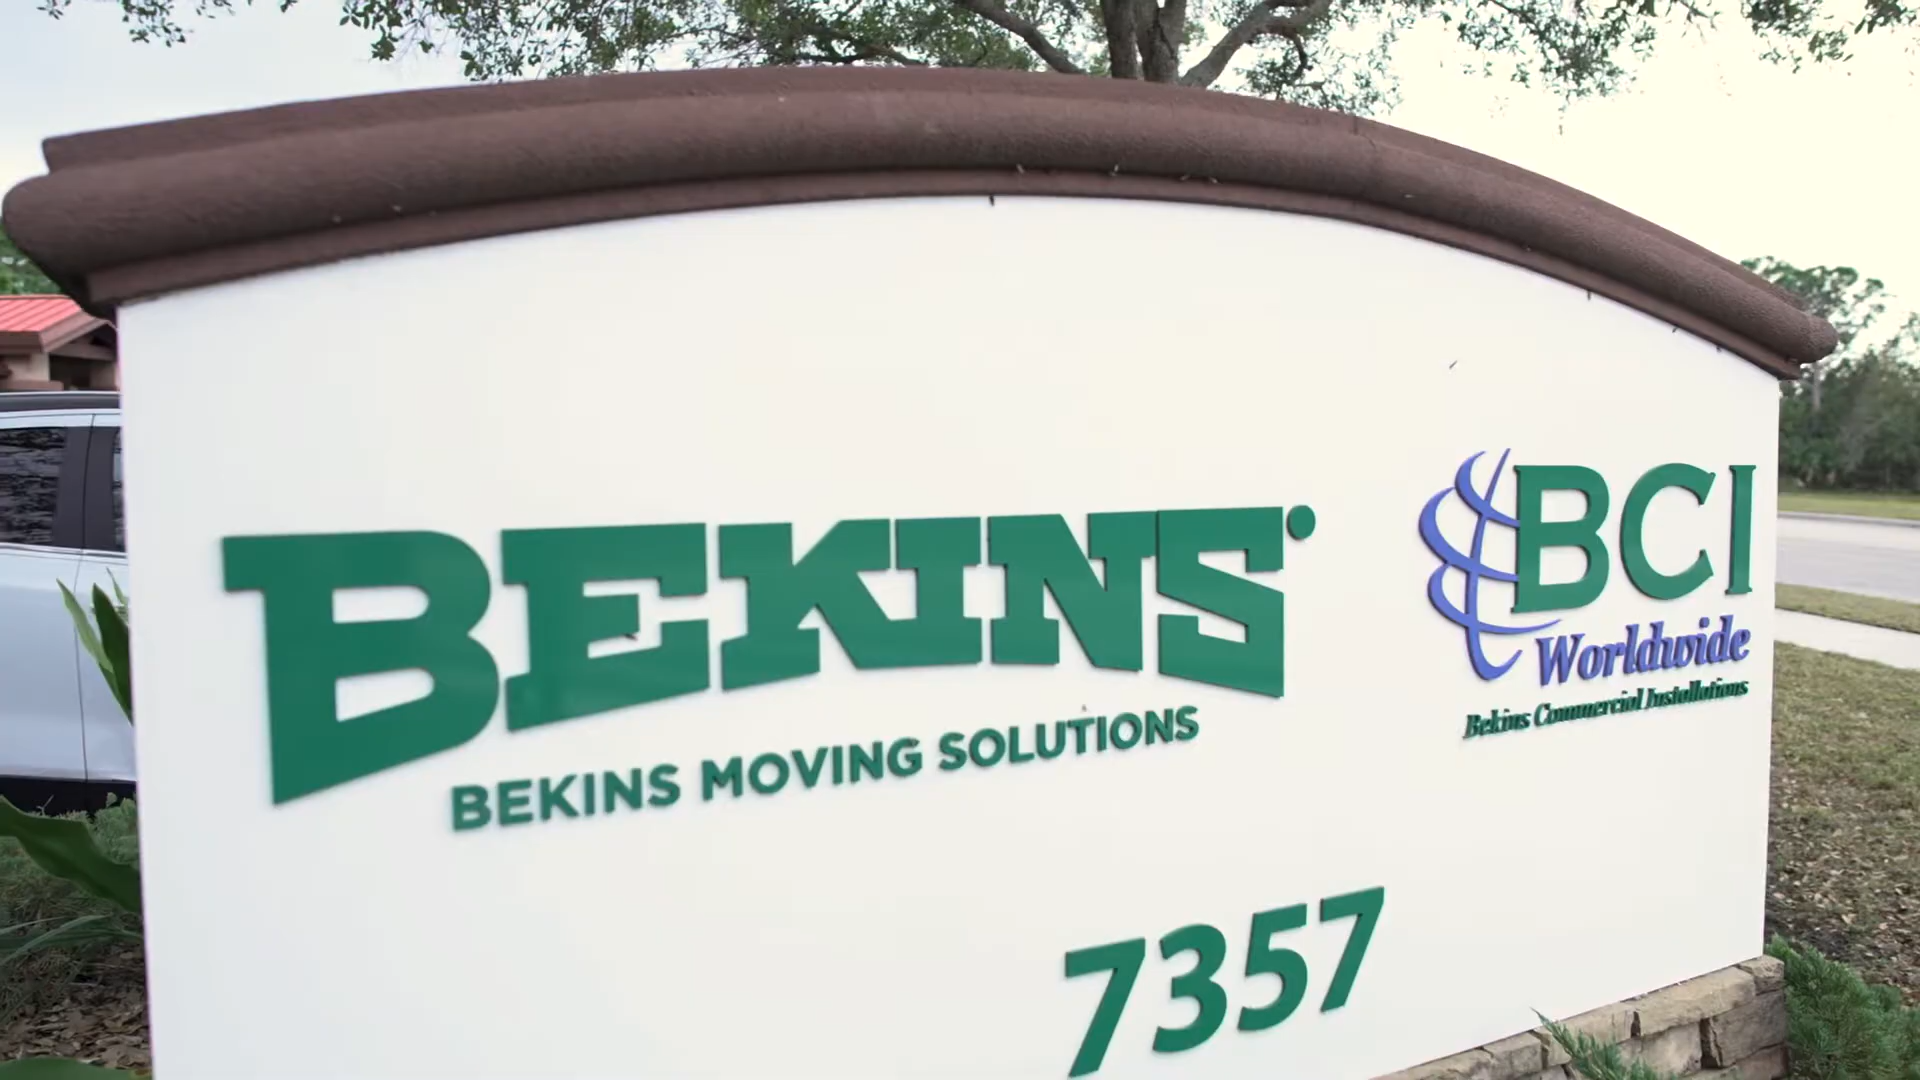 BEKINS
BEKINS MOVING SOLUTIONS
BCI
Worldwide
Bekins Commercial Installations
7357